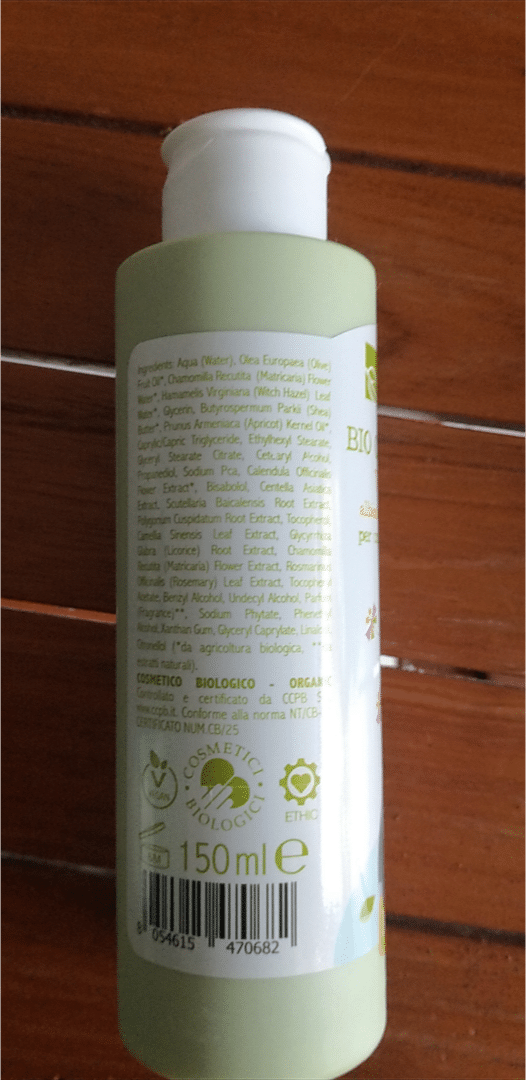 Ingredients: Aqua (Water), Olea Europaea (Olive)
Fruit Oil*, Chamomilla Recutita (Matricaria) Flower
Water*, Hamamelis Virginiana (Witch Hazel) Leaf
Water*, Glycerin, Butyrospermum Parkii (Shea)
Butter*, Prunus Armeniaca (Apricot) Kernel Oil*,
Caprylic/Capric Triglyceride, Ethylhexyl Stearate,
Glyceryl Stearate Citrate, Cetearyl Alcohol,
Propanediol, Sodium Pca, Calendula Officinalis
Flower Extract*, Bisabolol, Centella Asiatica
Extract, Scutellaria Baicalensis Root Extract,
Polygonum Cuspidatum Root Extract, Tocopherol,
Camellia Sinensis Leaf Extract, Glycyrrhiza
Glabra (Licorice) Root Extract, Chamomilla
Recutita (Matricaria) Flower Extract, Rosmarinus
Officinalis (Rosemary) Leaf Extract, Tocopheryl
Acetate, Benzyl Alcohol, Undecyl Alcohol, Parfum
(Fragrance)**, Sodium Phytate, Phenethyl
Alcohol, Xanthan Gum, Glyceryl Caprylate, Linalool,
Citronellol (*da agricoltura biologica, **da
estratti naturali).
COSMETICO BIOLOGICO - ORGANIC
Controllato e certificato da CCPB S
www.ccpb.it. Conforme alla norma NT/CB-
CERTIFICATO NUM.CB/25
BIO
per
VEGAN
COSMETICI
BIOLOGICI
ETHIC
6M
150 ml e
8 054615 470682